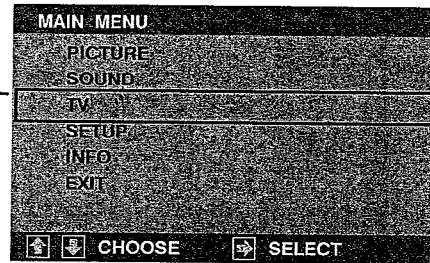 MAIN MENU
PICTURE
SOUND
TV
SETUP
INFO
EXIT
CHOOSE SELECT